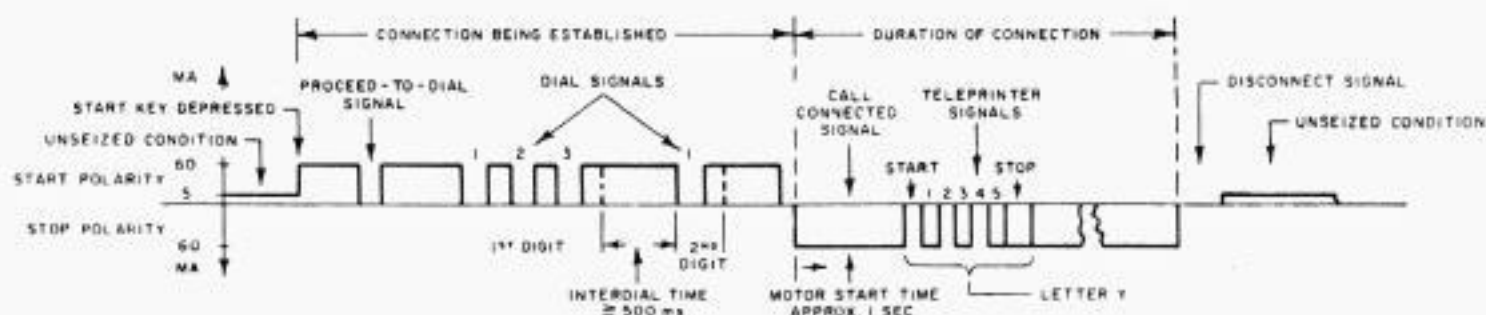 CONNECTION BEING ESTABLISHED
DURATION OF CONNECTION
MA
START KEY DEPRESSED
UNSEIZED CONDITION
PROCEED-TO-DIAL
SIGNAL
DIAL SIGNALS
CALL
CONNECTED
SIGNAL
TELEPRINTER
SIGNALS
DISCONNECT SIGNAL
UNSEIZED CONDITION
START POLARITY
60
5
1 2 3 1
START STOP
1 2 3 4 5
STOP POLARITY
60
MA
1ST DIGIT
2ND
DIGIT
INTERDIAL TIME
≥ 500 ms
MOTOR START TIME
APPROX. 1 SEC
LETTER Y